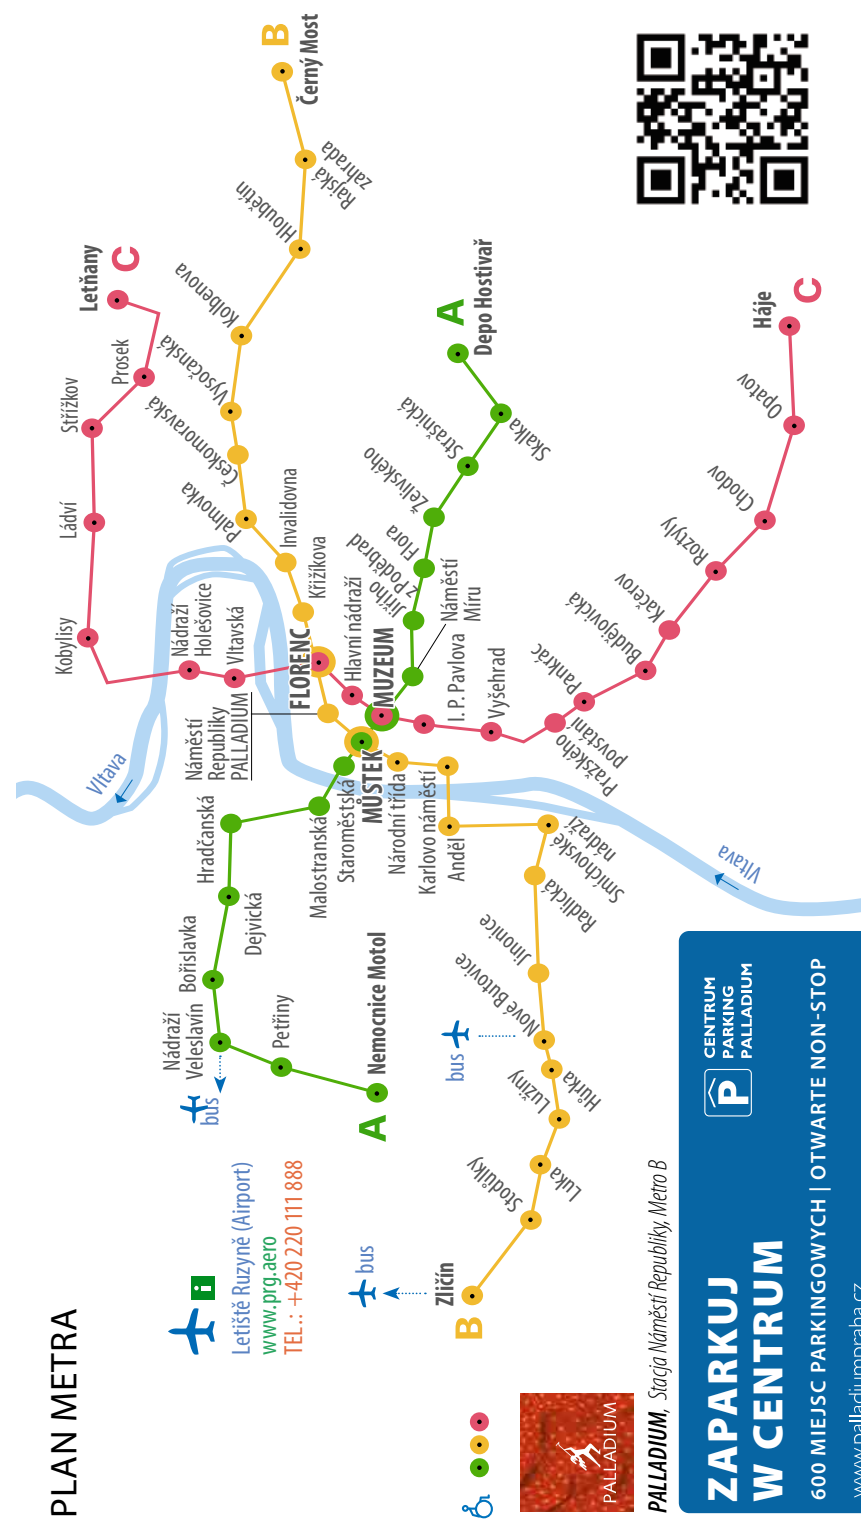 PLAN METRA
Letiště Ruzyně (Airport)
www.prg.aero
TEL.: +420 220 111 888
i
bus
bus
bus
A
Nemocnice Motol
Petřiny
Nádraží
Veleslavín
Bořislavka
Dejvická
Hradčanská
Malostranská
Staroměstská
MŮSTEK
MUZEUM
Náměstí
Míru
Jiřího
z Poděbrad
Flora
Želivského
Strašnická
Skalka
Depo Hostivař
A
B
Zličín
Stodůlky
Luka
Lužiny
Hůrka
Nové Butovice
Jinonice
Radlická
Smíchovské
nádraží
Anděl
Karlovo náměstí
Národní třída
Náměstí
Republiky
PALLADIUM
FLORENC
Křižíkova
Invalidovna
Palmovka
Českomoravská
Vysočanská
Kolbenova
Hloubětín
Rajská
zahrada
Černý Most
B
Letňany
C
Prosek
Střížkov
Ládví
Kobylisy
Nádraží
Holešovice
Vltavská
Hlavní nádraží
I. P. Pavlova
Vyšehrad
Pražského
povstání
Pankrác
Budějovická
Kačerov
Roztyly
Chodov
Opatov
Háje
C
Vltava
Vltava
PALLADIUM
PALLADIUM, Stacja Náměstí Republiky, Metro B
ZAPARKUJ
W CENTRUM
P
CENTRUM
PARKING
PALLADIUM
600 MIEJSC PARKINGOWYCH | OTWARTE NON-STOP
www.palladiumpraha.cz